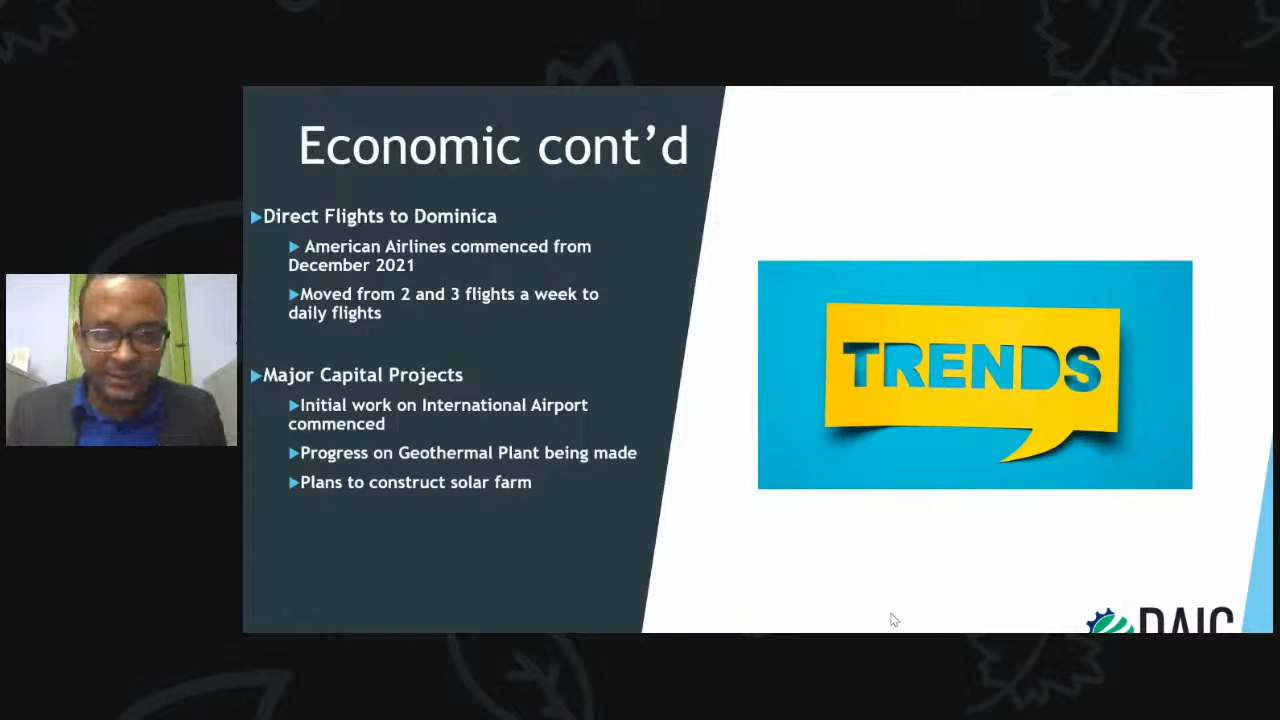 Economic cont’d
▶Direct Flights to Dominica
▶ American Airlines commenced from
December 2021
▶Moved from 2 and 3 flights a week to
daily flights
▶Major Capital Projects
▶Initial work on International Airport
commenced
▶Progress on Geothermal Plant being made
▶Plans to construct solar farm
TRENDS
DAIC